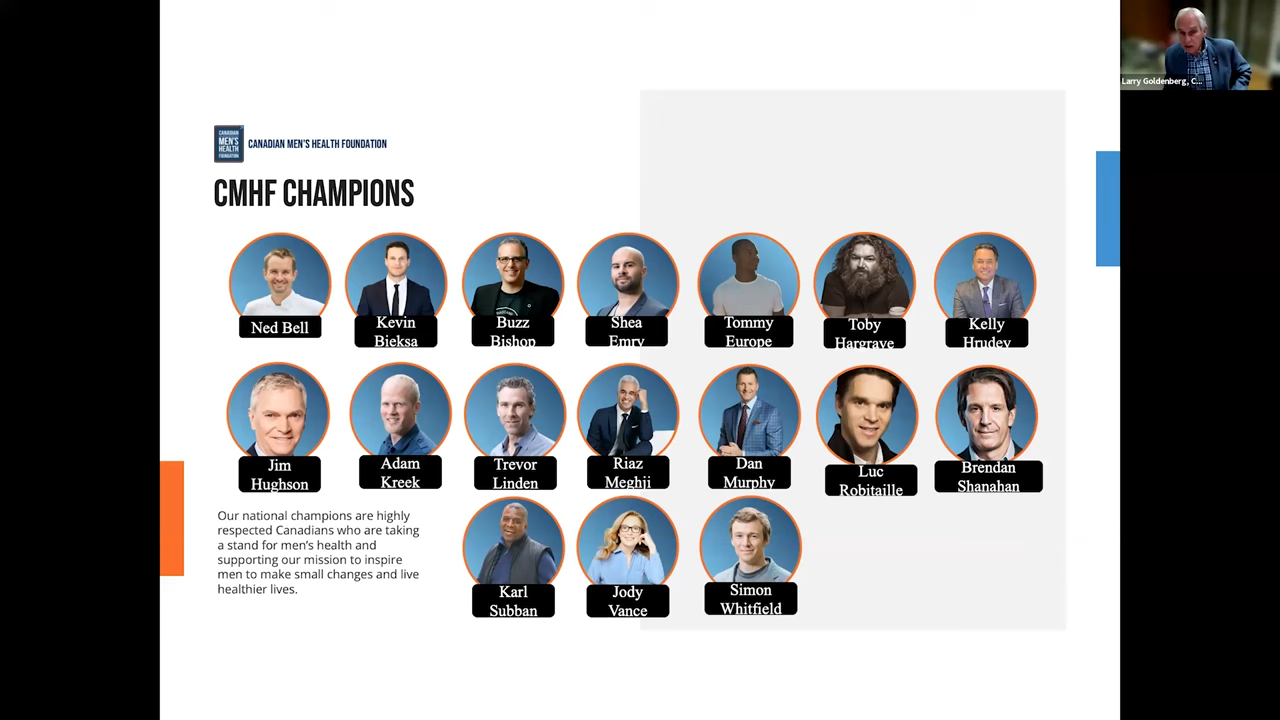 Larry Goldenberg, C...
CANADIAN
MEN'S
HEALTH
FOUNDATION
CANADIAN MEN'S HEALTH FOUNDATION
CMHF CHAMPIONS
Ned Bell
Kevin
Bieksa
Buzz
Bishop
Shea
Emry
Tommy
Europe
Toby
Hargrave
Kelly
Hrudey
Jim
Hughson
Adam
Kreek
Trevor
Linden
Riaz
Meghji
Dan
Murphy
Luc
Robitaille
Brendan
Shanahan
Karl
Subban
Jody
Vance
Simon
Whitfield
Our national champions are highly
respected Canadians who are taking
a stand for men's health and
supporting our mission to inspire
men to make small changes and live
healthier lives.